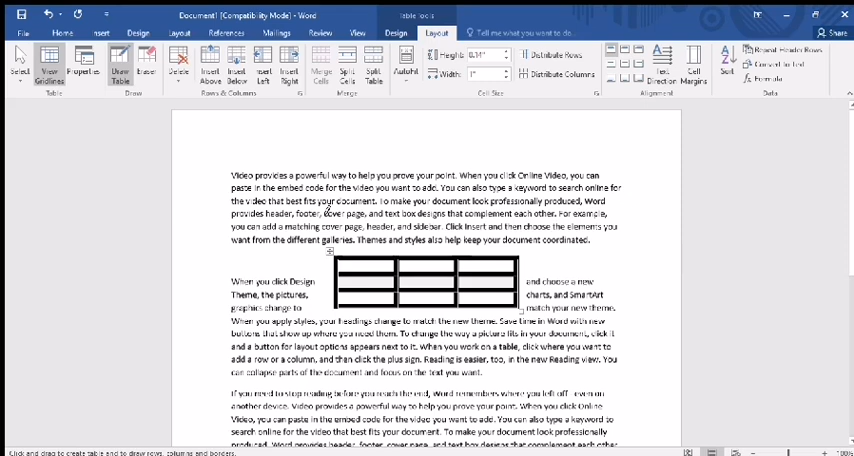 Document1 [Compatibility Mode] - Word
Table Tools
File Home Insert Design Layout References Mailings Review View Design Layout Tell me what you want to do... Share
Select
View Gridlines
Properties
Draw Table
Eraser
Delete
Insert Above
Insert Below
Insert Left
Insert Right
Merge Cells
Split Cells
Split Table
AutoFit
Height: 0.14"
Width: 1"
Distribute Rows
Distribute Columns
Text Direction
Cell Margins
Sort
Repeat Header Rows
Convert to Text
Formula
Table Draw Rows & Columns Merge Cell Size Alignment Data
Video provides a powerful way to help you prove your point. When you click Online Video, you can
paste in the embed code for the video you want to add. You can also type a keyword to search online for
the video that best fits your document. To make your document look professionally produced, Word
provides header, footer, cover page, and text box designs that complement each other. For example,
you can add a matching cover page, header, and sidebar. Click Insert and then choose the elements you
want from the different galleries. Themes and styles also help keep your document coordinated.
When you click Design and choose a new
Theme, the pictures, charts, and SmartArt
graphics change to match your new theme.
When you apply styles, your headings change to match the new theme. Save time in Word with new
buttons that show up where you need them. To change the way a picture fits in your document, click it
and a button for layout options appears next to it. When you work on a table, click where you want to
add a row or a column, and then click the plus sign. Reading is easier, too, in the new Reading view. You
can collapse parts of the document and focus on the text you want.
If you need to stop reading before you reach the end, Word remembers where you left off - even on
another device. Video provides a powerful way to help you prove your point. When you click Online
Video, you can paste in the embed code for the video you want to add. You can also type a keyword to
search online for the video that best fits your document. To make your document look professionally
produced, Word provides header, footer, cover page, and text box designs that complement each other.
Click and drag to create table and to draw rows, columns and borders.
100%